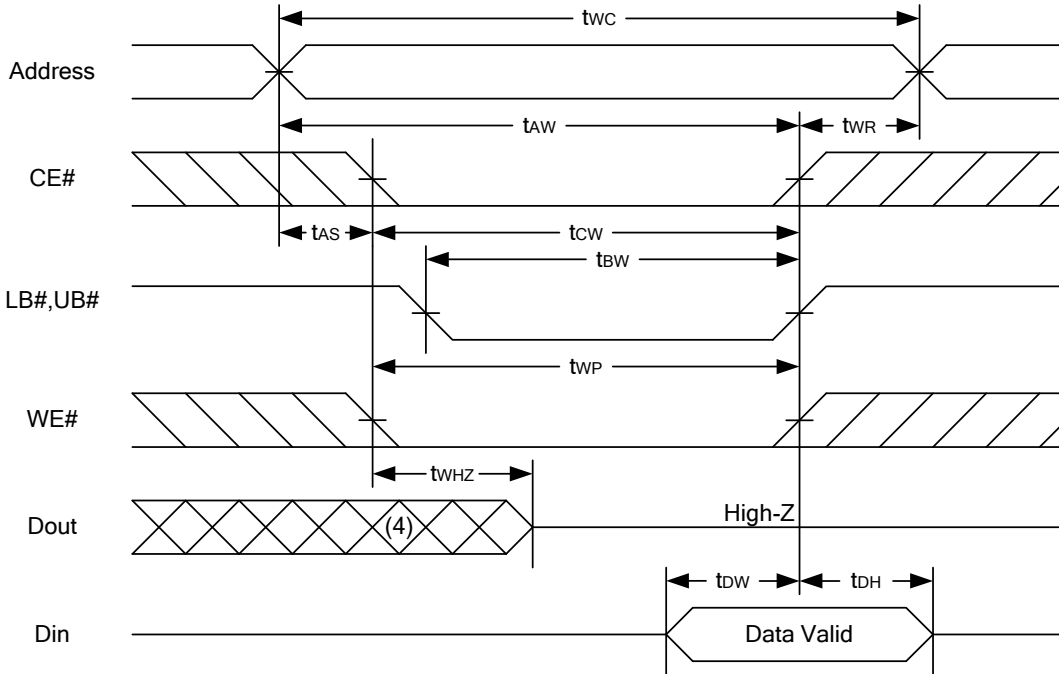 tWC
Address
tAW
tWR
CE#
tAS
tCW
tBW
LB#,UB#
tWP
WE#
tWHZ
Dout
(4)
High-Z
tDW
tDH
Din
Data Valid